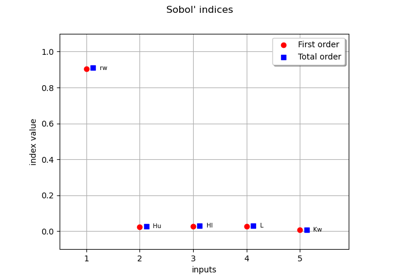 Sobol' indices
First order
Total order
1.0
0.8
0.6
0.4
0.2
0.0
index value
rw
Hu
Hl
L
Kw
1 2 3 4 5
inputs